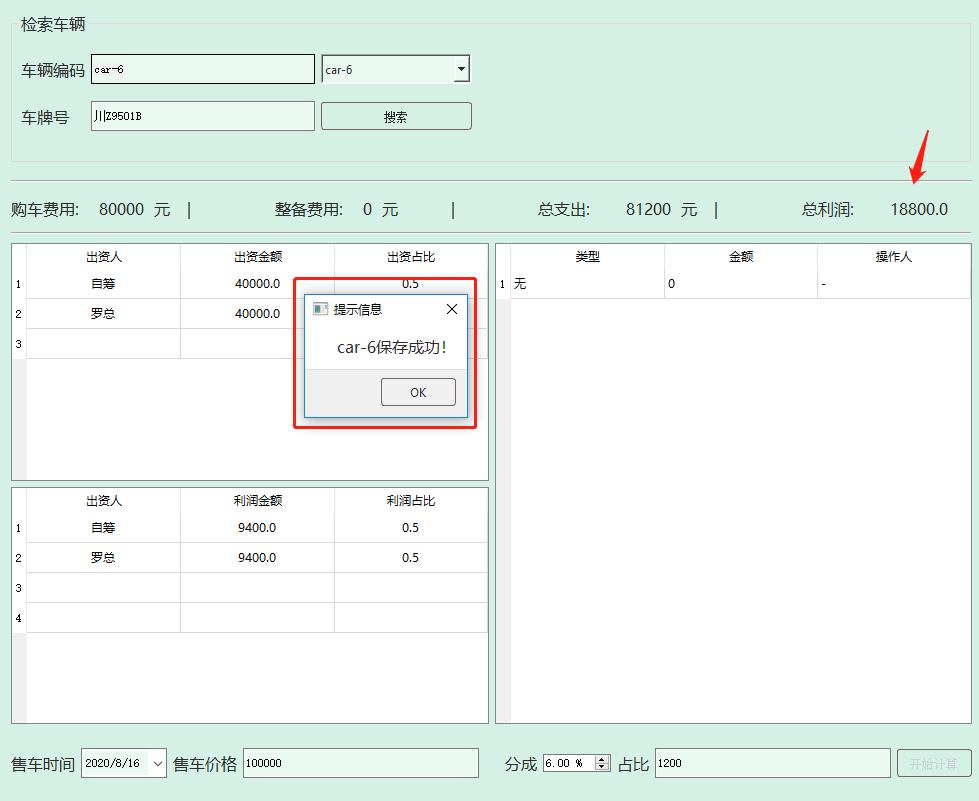 检索车辆
车辆编码 car-6 car-6
车牌号 川Z9501B 搜索
购车费用: 80000 元 | 整备费用: 0 元 | 总支出: 81200 元 | 总利润: 18800.0
出资人 出资金额 出资占比
1 自筹 40000.0 0.5
2 罗总 40000.0
3
类型 金额 操作人
1 无 0 -
提示信息
car-6保存成功!
OK
出资人 利润金额 利润占比
1 自筹 9400.0 0.5
2 罗总 9400.0 0.5
3
4
售车时间 2020/8/16 售车价格 100000 分成 6.00 % 占比 1200 开始计算